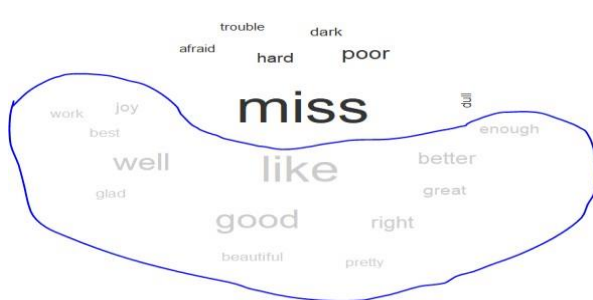 trouble dark
afraid hard poor
miss dull
work joy
best enough
well like better
glad great
good right
beautiful pretty